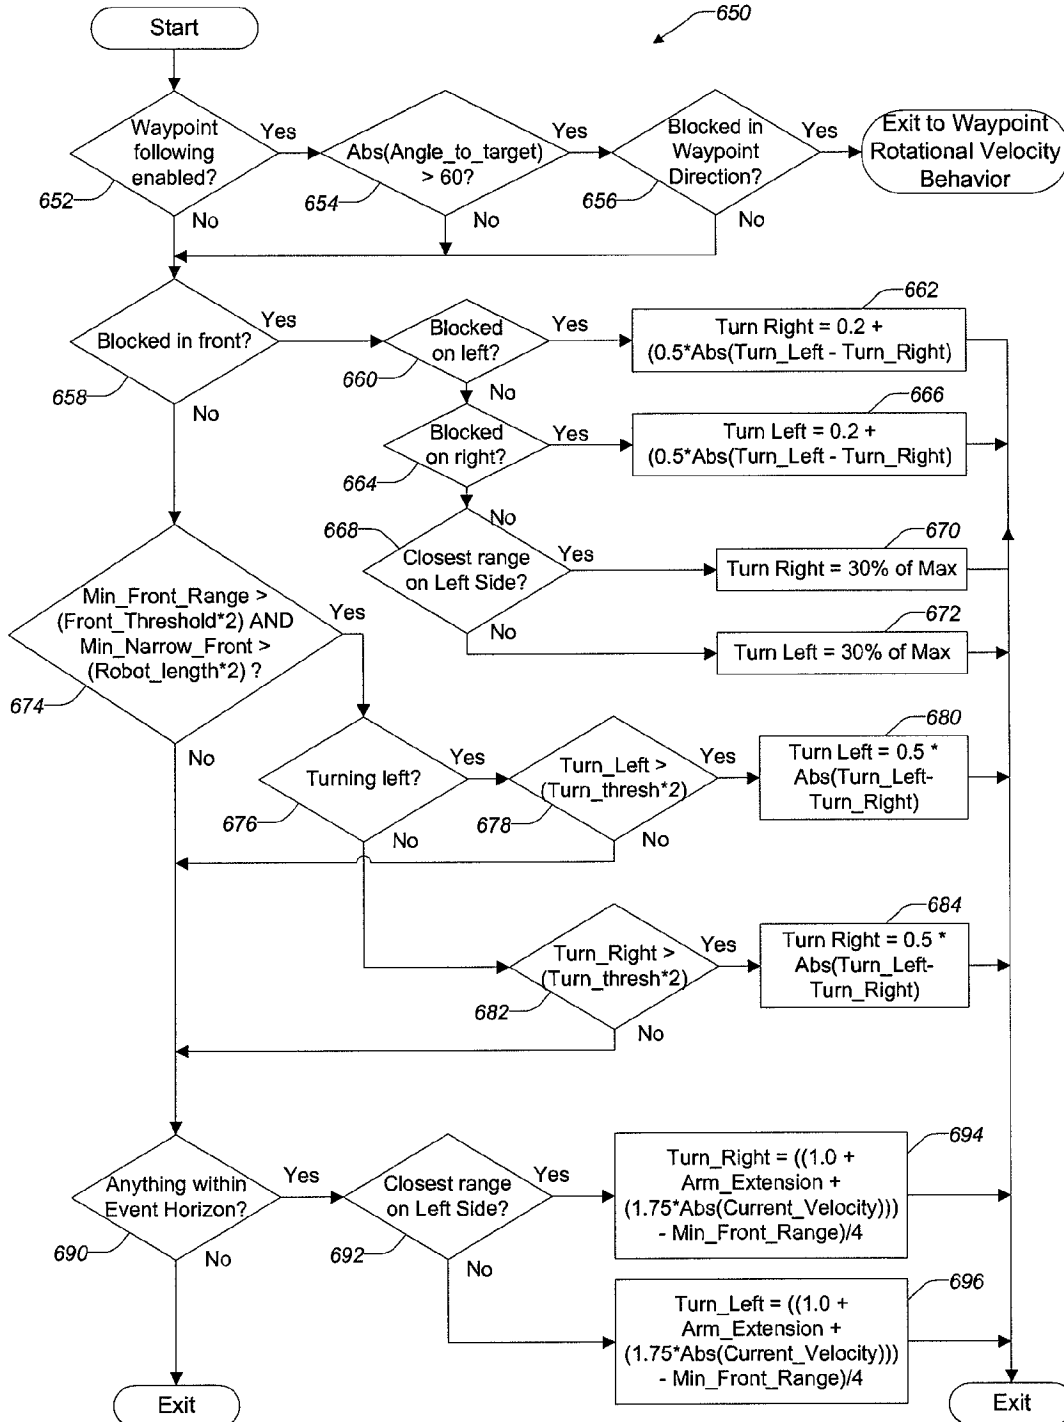 Start
650
Waypoint
following
enabled?
Yes
652
No
Abs(Angle_to_target)
> 60?
Yes
654
No
Blocked in
Waypoint
Direction?
Yes
656
No
Exit to Waypoint
Rotational Velocity
Behavior
Blocked in front?
Yes
658
No
Blocked
on left?
Yes
660
No
662
Turn Right = 0.2 +
(0.5*Abs(Turn_Left - Turn_Right)
Blocked
on right?
Yes
664
No
666
Turn Left = 0.2 +
(0.5*Abs(Turn_Left - Turn_Right)
668
Closest range
on Left Side?
Yes
No
670
Turn Right = 30% of Max
672
Turn Left = 30% of Max
Min_Front_Range >
(Front_Threshold*2) AND
Min_Narrow_Front >
(Robot_length*2) ?
Yes
674
No
Turning left?
Yes
676
No
Turn_Left >
(Turn_thresh*2)
Yes
678
No
680
Turn Left = 0.5 *
Abs(Turn_Left-
Turn_Right)
Turn_Right >
(Turn_thresh*2)
Yes
682
No
684
Turn Right = 0.5 *
Abs(Turn_Left-
Turn_Right)
Anything within
Event Horizon?
Yes
690
No
Closest range
on Left Side?
Yes
692
No
694
Turn_Right = ((1.0 +
Arm_Extension +
(1.75*Abs(Current_Velocity)))
- Min_Front_Range)/4
696
Turn_Left = ((1.0 +
Arm_Extension +
(1.75*Abs(Current_Velocity)))
- Min_Front_Range)/4
Exit
Exit